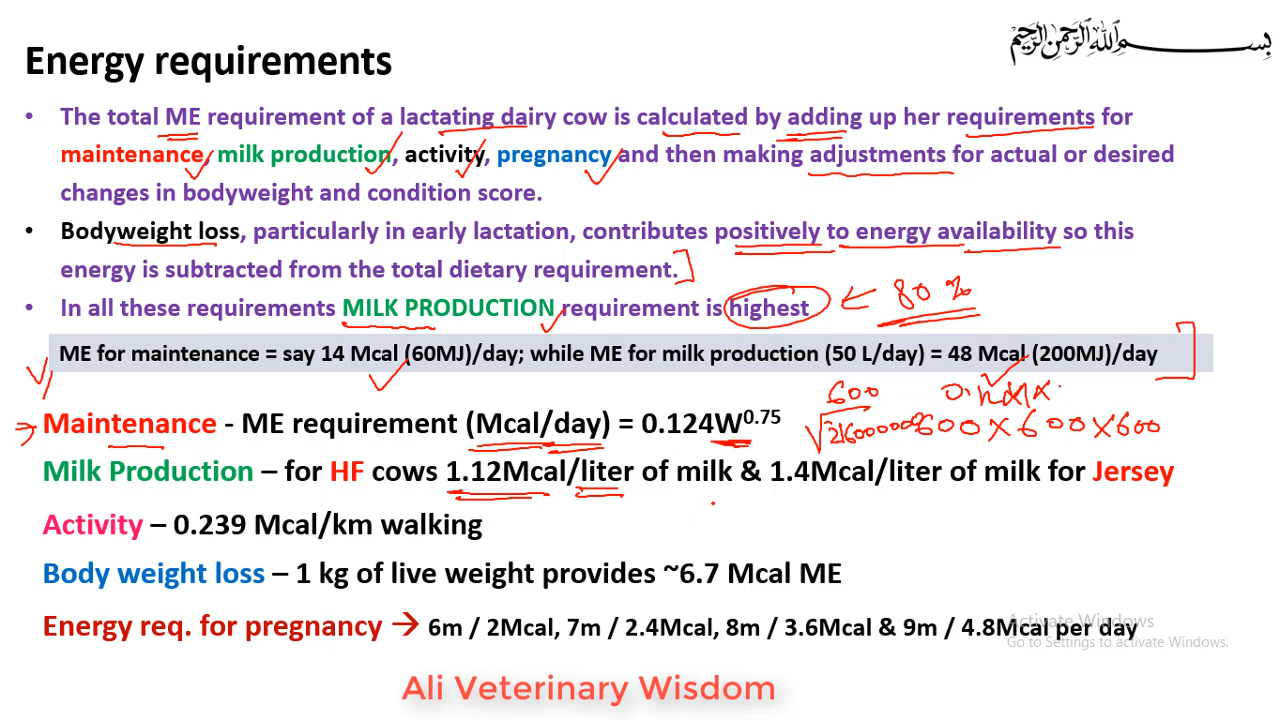 بسم الله الرحمن الرحيم
Energy requirements
• The total ME requirement of a lactating dairy cow is calculated by adding up her requirements for
maintenance, milk production, activity, pregnancy and then making adjustments for actual or desired
changes in bodyweight and condition score.
• Bodyweight loss, particularly in early lactation, contributes positively to energy availability so this
energy is subtracted from the total dietary requirement.
• In all these requirements MILK PRODUCTION requirement is highest
80 %
ME for maintenance = say 14 Mcal (60MJ)/day; while ME for milk production (50 L/day) = 48 Mcal (200MJ)/day
600
Maintenance - ME requirement (Mcal/day) = 0.124W^0.75
600 X 600 X 600
Milk Production – for HF cows 1.12Mcal/liter of milk & 1.4Mcal/liter of milk for Jersey
Activity – 0.239 Mcal/km walking
Body weight loss – 1 kg of live weight provides ~6.7 Mcal ME
Energy req. for pregnancy → 6m / 2Mcal, 7m / 2.4Mcal, 8m / 3.6Mcal & 9m / 4.8Mcal per day
Activate Windows
Go to Settings to activate Windows.
Ali Veterinary Wisdom